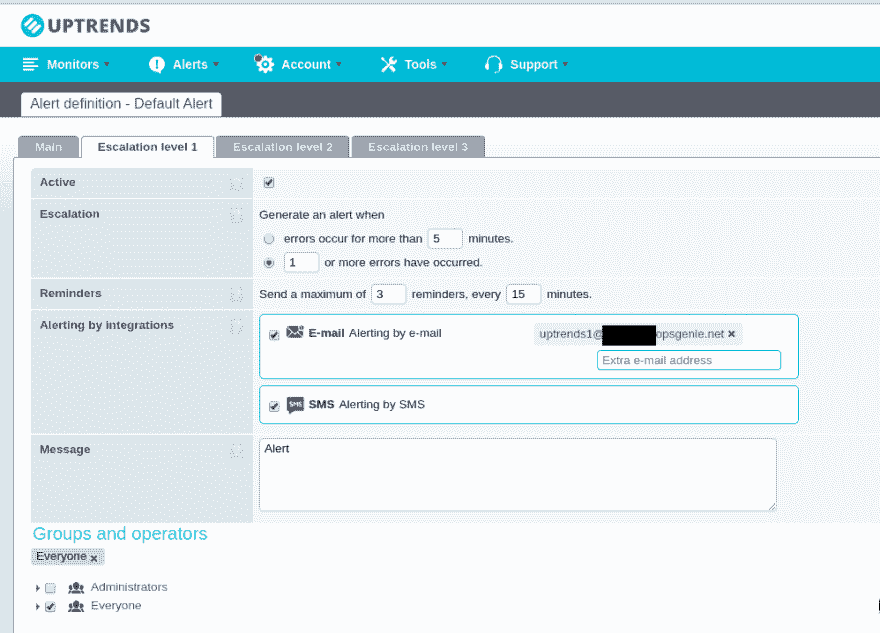 UPTRENDS
Monitors Alerts Account Tools Support
Alert definition - Default Alert
Main Escalation level 1 Escalation level 2 Escalation level 3
Active
Escalation Generate an alert when
errors occur for more than 5 minutes.
1 or more errors have occurred.
Reminders Send a maximum of 3 reminders, every 15 minutes.
Alerting by integrations E-mail Alerting by e-mail uptrends1@ opsgenie.net ×
Extra e-mail address
SMS SMS Alerting by SMS
Message Alert
Groups and operators
Everyone ×
Administrators
Everyone